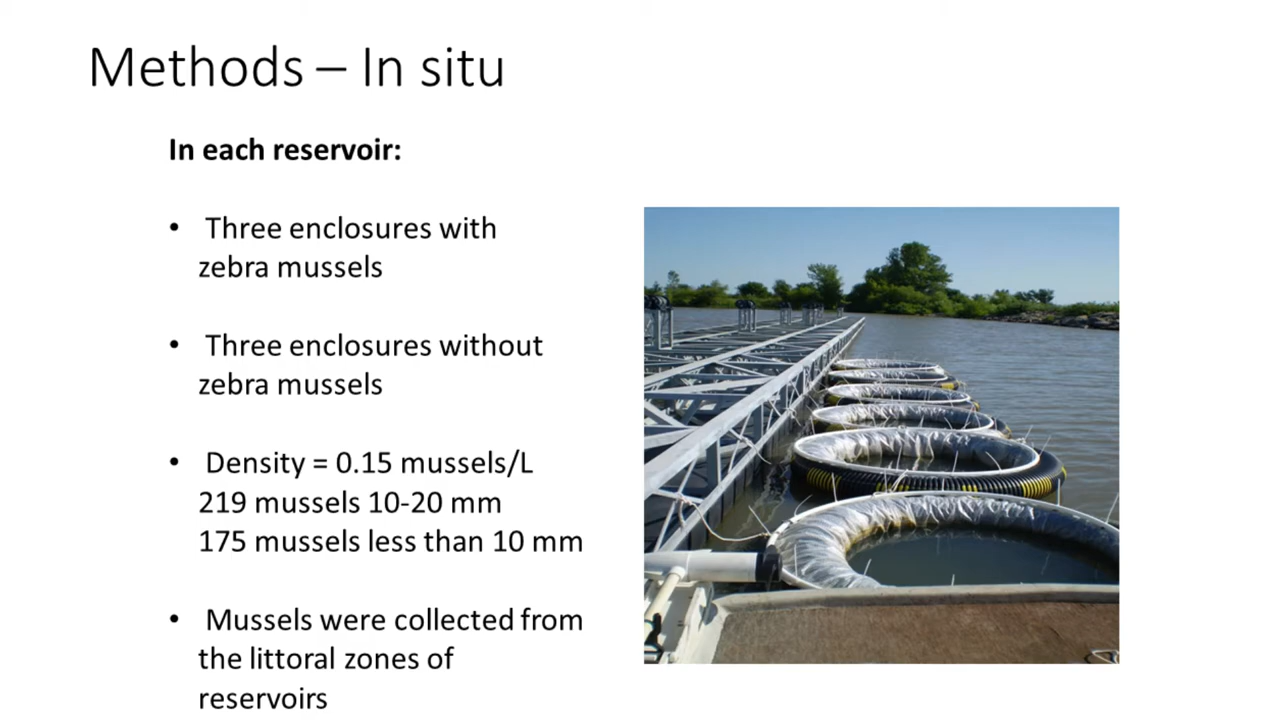 Methods – In situ
In each reservoir:
• Three enclosures with
zebra mussels
• Three enclosures without
zebra mussels
• Density = 0.15 mussels/L
219 mussels 10-20 mm
175 mussels less than 10 mm
• Mussels were collected from
the littoral zones of
reservoirs